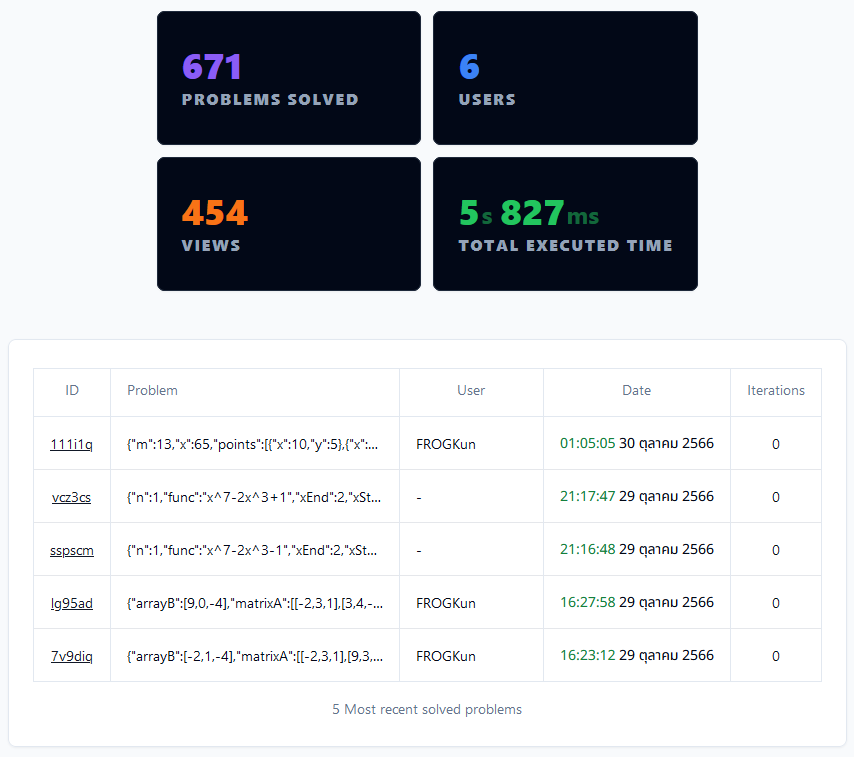 671
PROBLEMS SOLVED
6
USERS
454
VIEWS
5s 827ms
TOTAL EXECUTED TIME
ID Problem User Date Iterations
111i1q {"m":13,"x":65,"points":[{"x":10,"y":5},{"x":... FROGKun 01:05:05 30 ตุลาคม 2566 0
vcz3cs {"n":1,"func":"x^7-2x^3+1","xEnd":2,"xSt... - 21:17:47 29 ตุลาคม 2566 0
sspscm {"n":1,"func":"x^7-2x^3-1","xEnd":2,"xSt... - 21:16:48 29 ตุลาคม 2566 0
lg95ad {"arrayB":[9,0,-4],"matrixA":[[-2,3,1],[3,4,-... FROGKun 16:27:58 29 ตุลาคม 2566 0
7v9diq {"arrayB":[-2,1,-4],"matrixA":[[-2,3,1],[9,3,... FROGKun 16:23:12 29 ตุลาคม 2566 0
5 Most recent solved problems